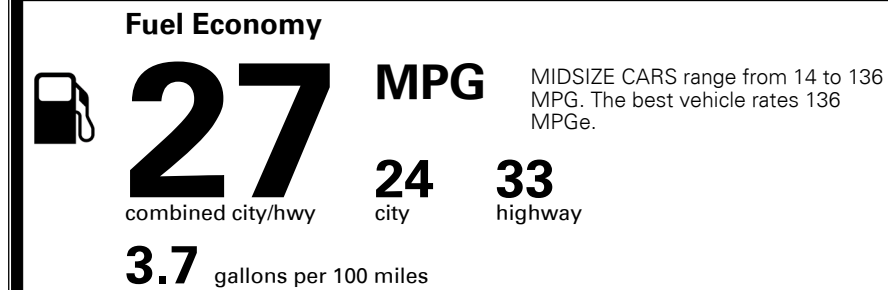 Fuel Economy
27
MPG
MIDSIZE CARS range from 14 to 136
MPG. The best vehicle rates 136
MPGe.
combined city/hwy
24
city
33
highway
3.7 gallons per 100 miles